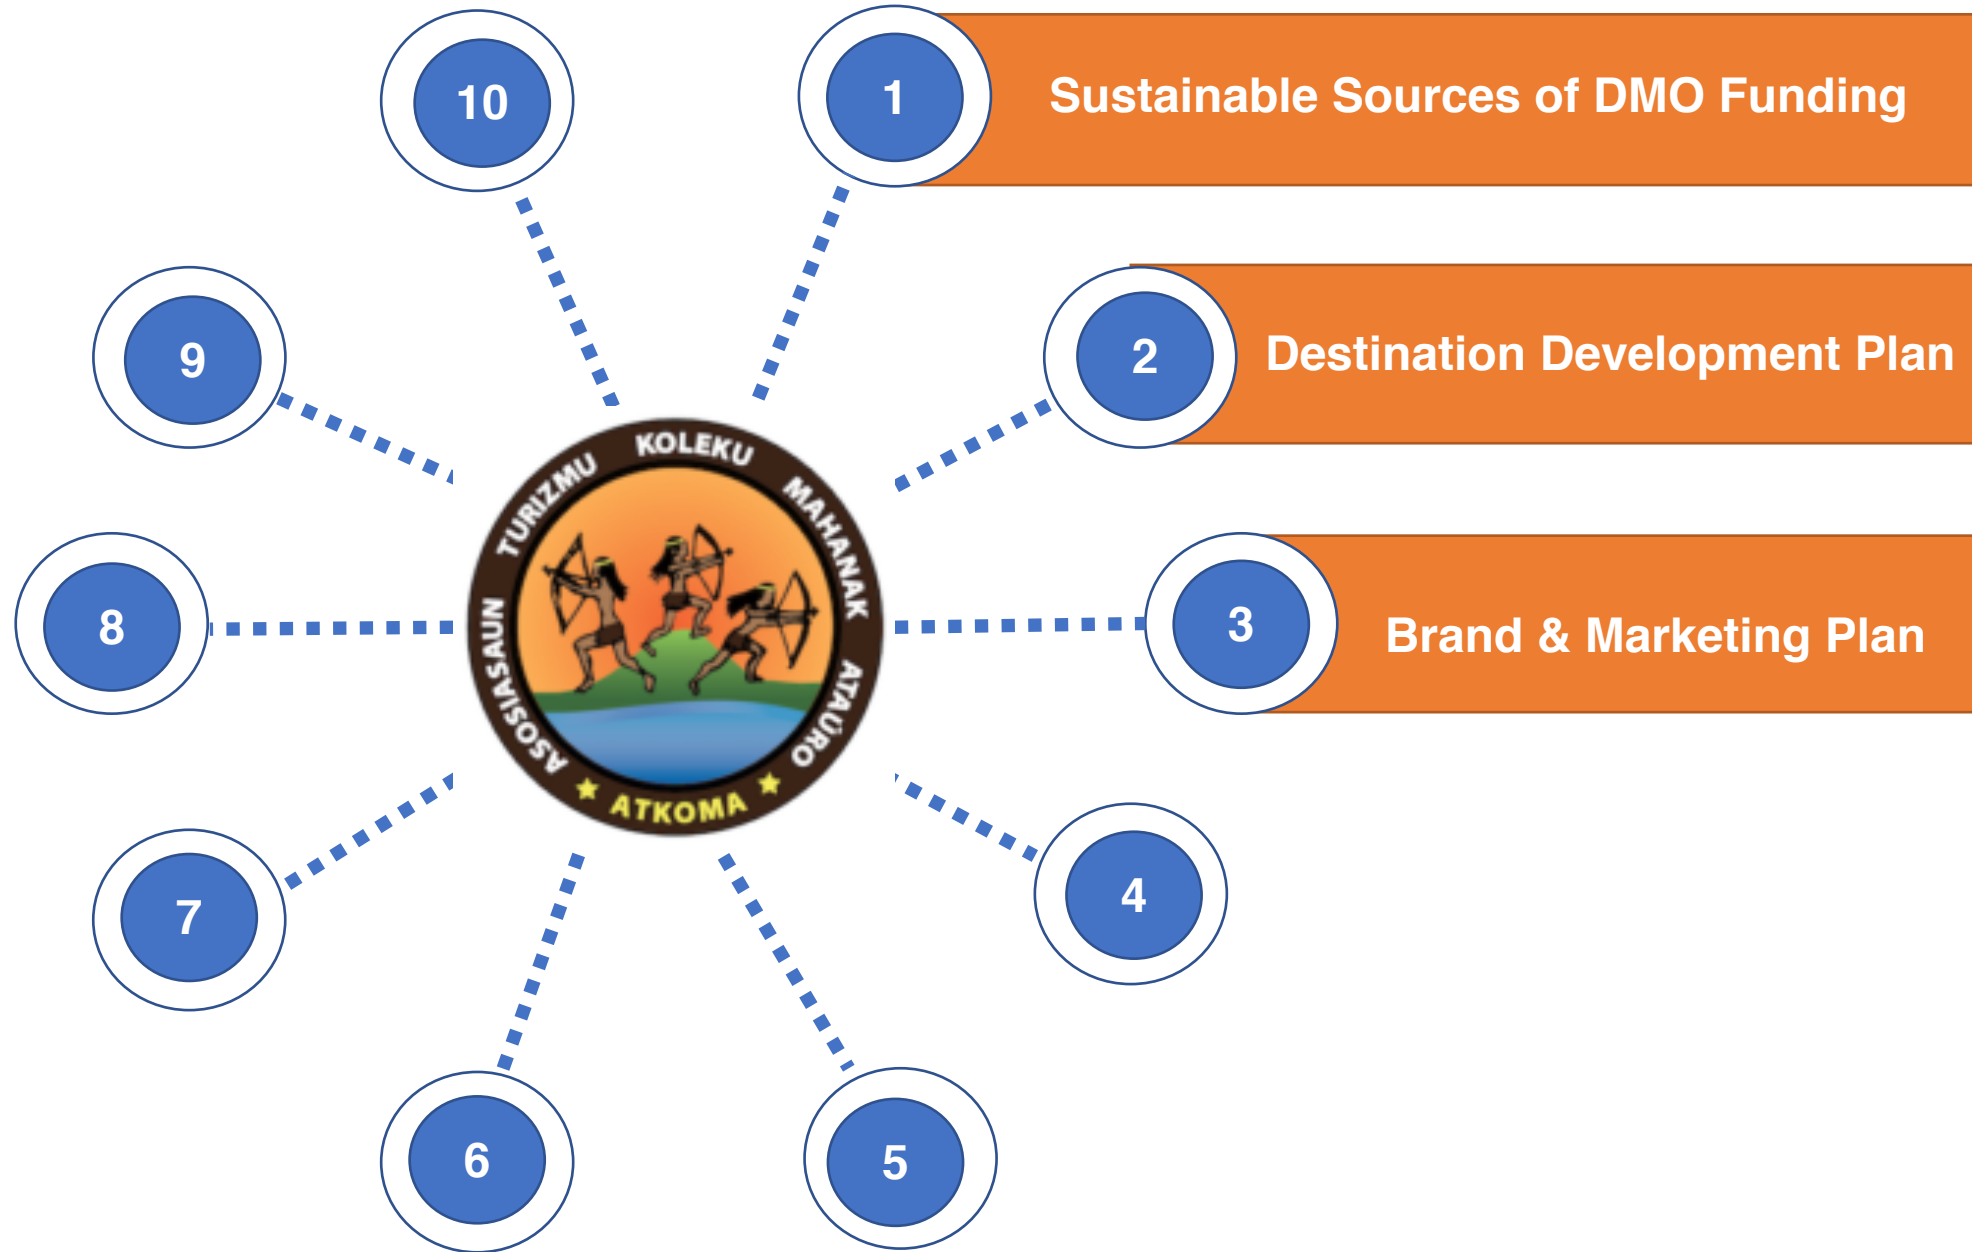 1
Sustainable Sources of DMO Funding
2
Destination Development Plan
3
Brand & Marketing Plan
4
5
6
7
8
9
10
ASOSIASAUN TURIZMU KOLEKU MAHANAK ATAÚRO
ATKOMA